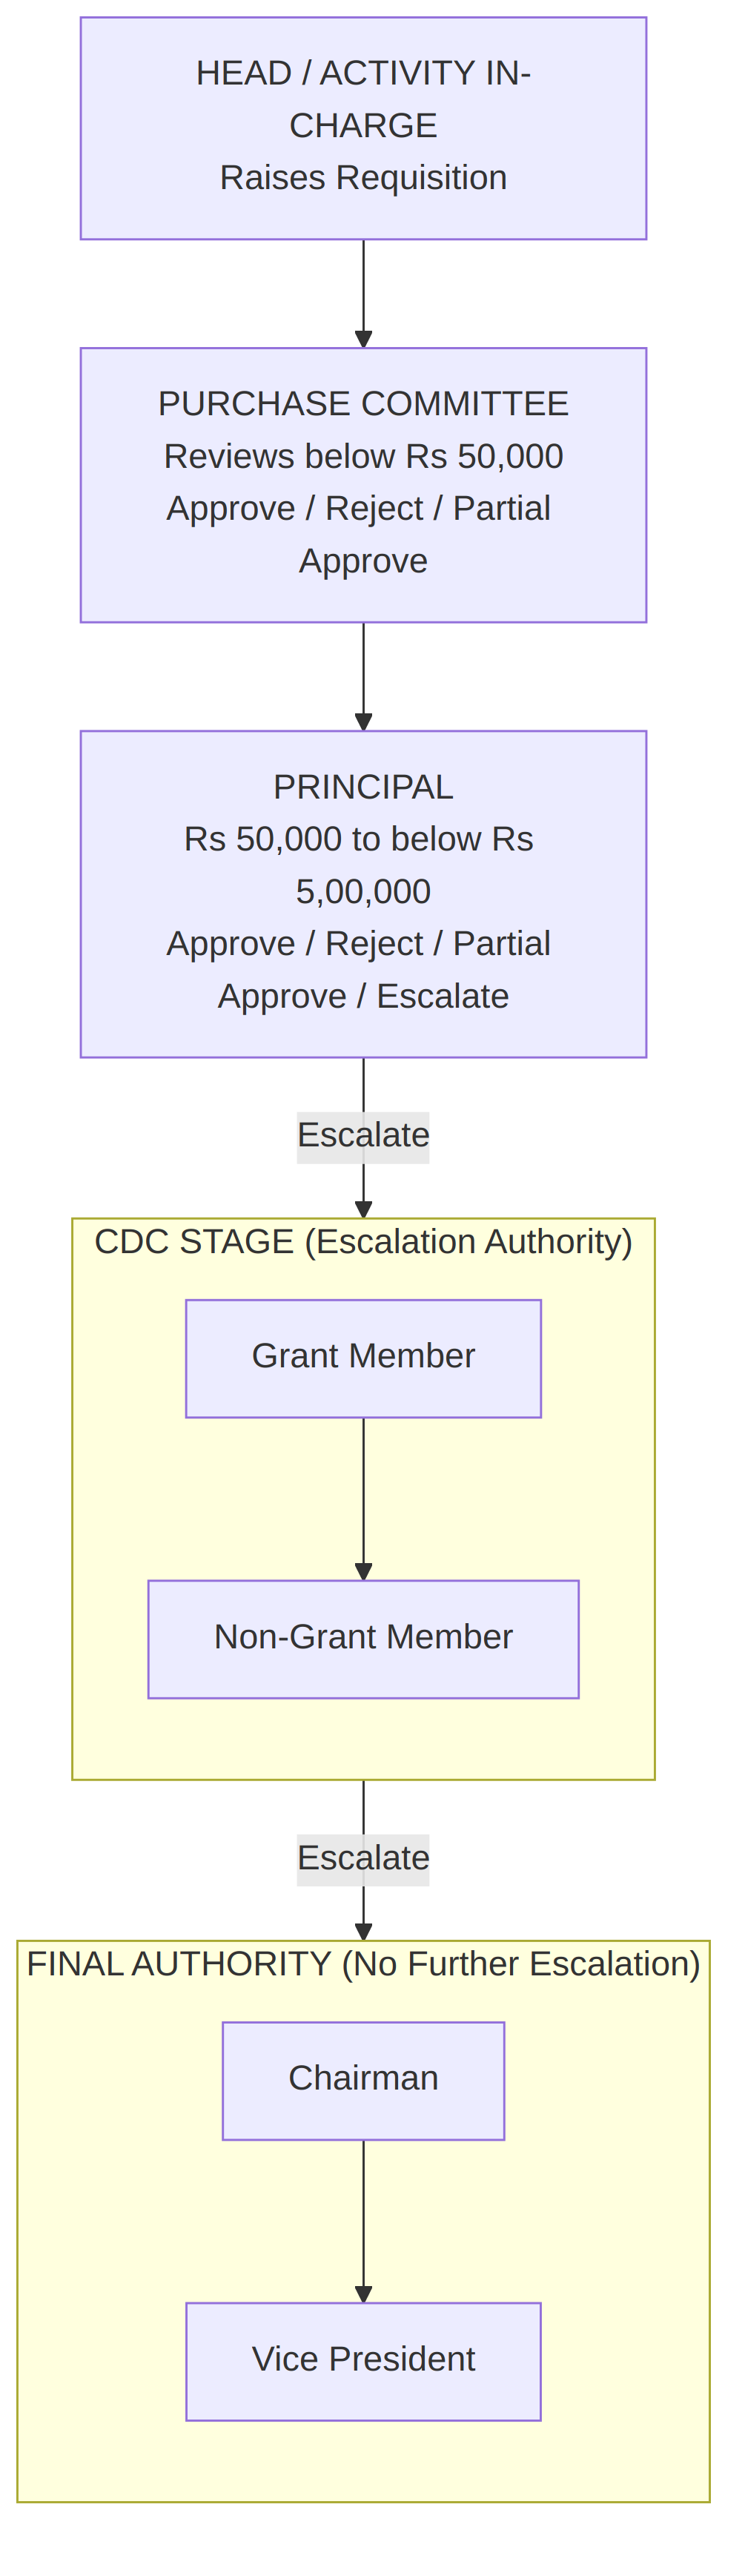 HEAD / ACTIVITY IN-
CHARGE
Raises Requisition
PURCHASE COMMITTEE
Reviews below Rs 50,000
Approve / Reject / Partial
Approve
PRINCIPAL
Rs 50,000 to below Rs
5,00,000
Approve / Reject / Partial
Approve / Escalate
Escalate
CDC STAGE (Escalation Authority)
Grant Member
Non-Grant Member
Escalate
FINAL AUTHORITY (No Further Escalation)
Chairman
Vice President